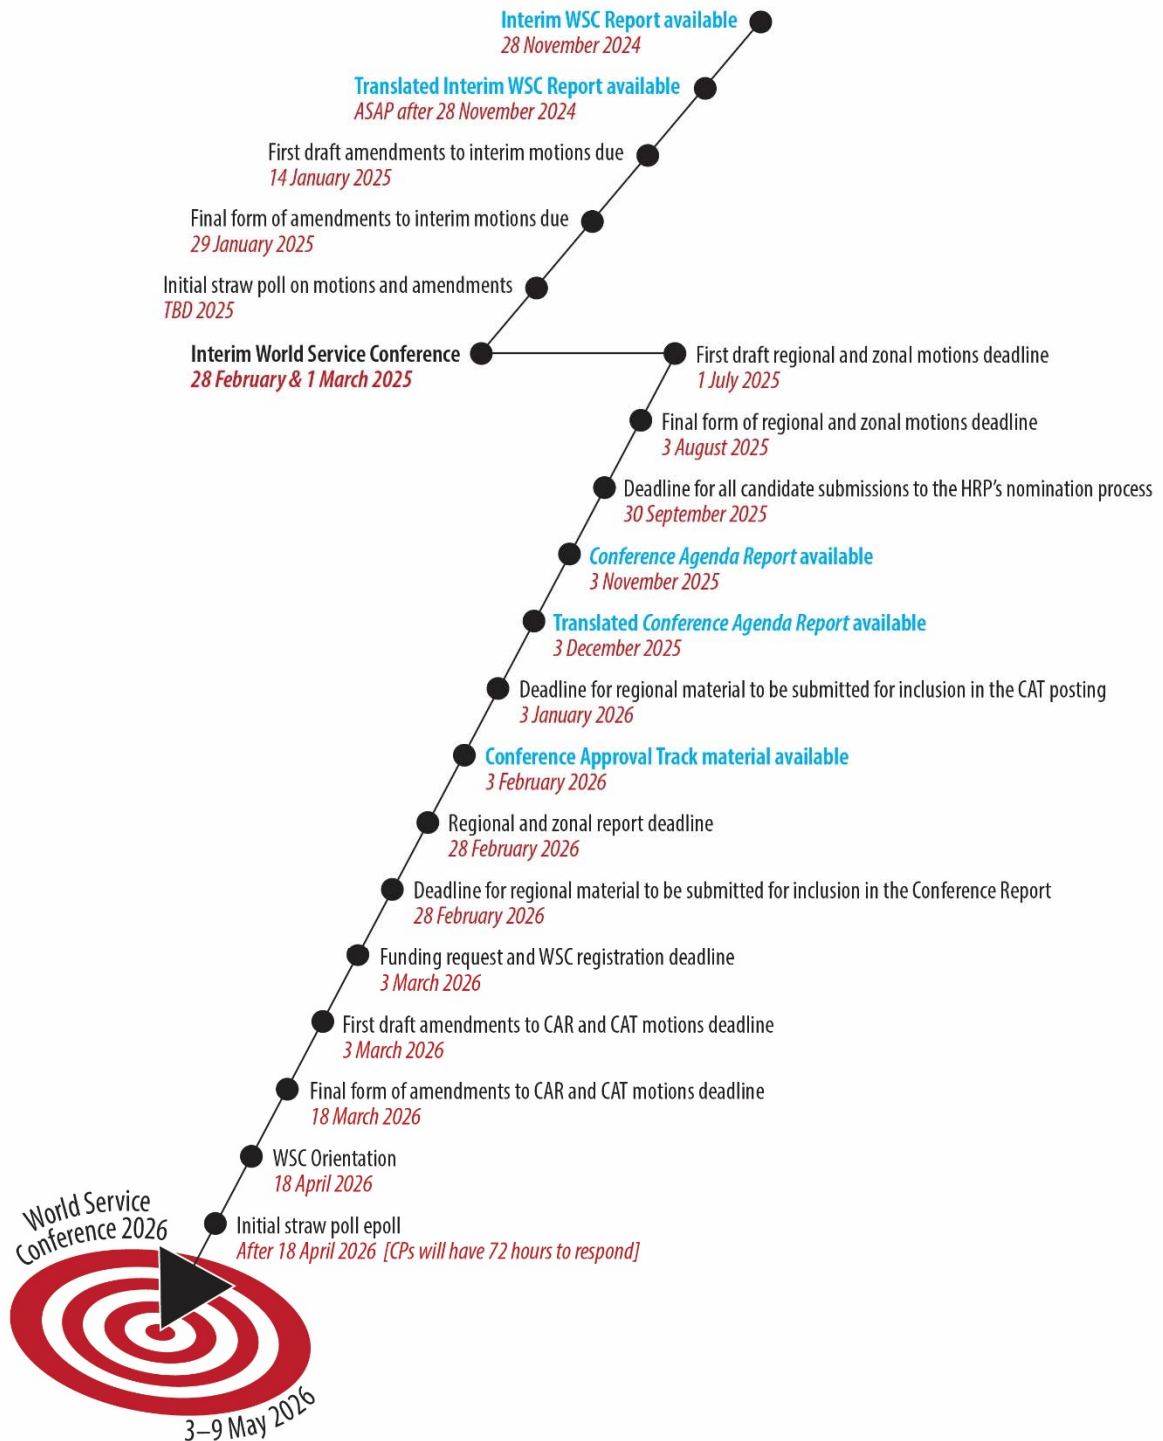 Interim WSC Report available
28 November 2024
Translated Interim WSC Report available
ASAP after 28 November 2024
First draft amendments to interim motions due
14 January 2025
Final form of amendments to interim motions due
29 January 2025
Initial straw poll on motions and amendments
TBD 2025
Interim World Service Conference
28 February & 1 March 2025
First draft regional and zonal motions deadline
1 July 2025
Final form of regional and zonal motions deadline
3 August 2025
Deadline for all candidate submissions to the HRP’s nomination process
30 September 2025
Conference Agenda Report available
3 November 2025
Translated Conference Agenda Report available
3 December 2025
Deadline for regional material to be submitted for inclusion in the CAT posting
3 January 2026
Conference Approval Track material available
3 February 2026
Regional and zonal report deadline
28 February 2026
Deadline for regional material to be submitted for inclusion in the Conference Report
28 February 2026
Funding request and WSC registration deadline
3 March 2026
First draft amendments to CAR and CAT motions deadline
3 March 2026
Final form of amendments to CAR and CAT motions deadline
18 March 2026
WSC Orientation
18 April 2026
Initial straw poll epoll
After 18 April 2026 [CPs will have 72 hours to respond]
World Service
Conference 2026
3–9 May 2026